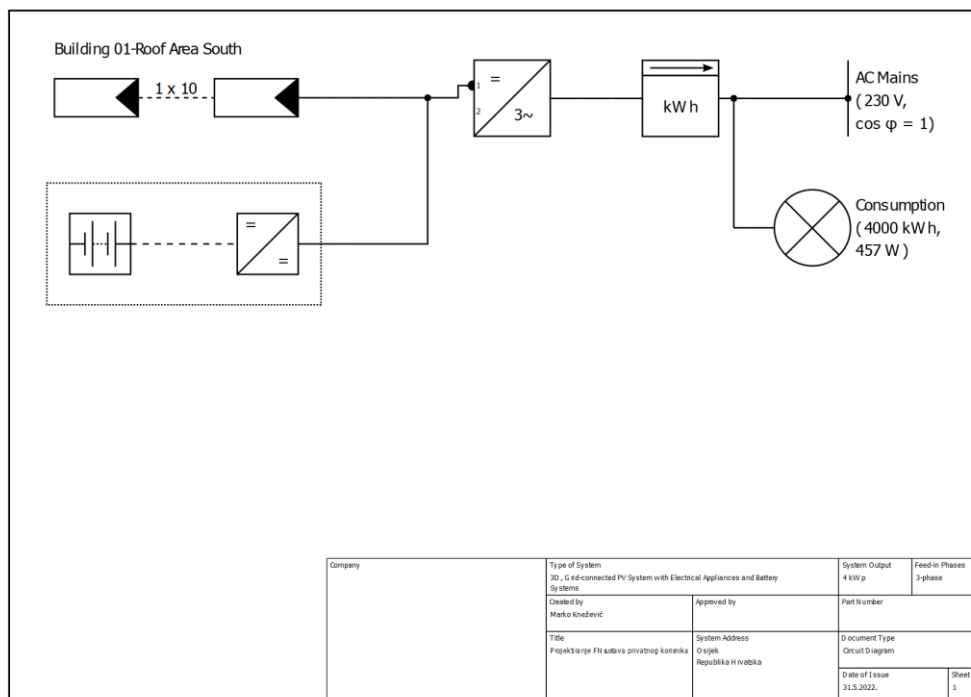 Building 01-Roof Area South
1 x 10
=
1
2
3~
kWh
AC Mains
(230 V,
cos φ = 1)
=
=
Consumption
(4000 kWh,
457 W)
Company
Type of System
3D, Grid-connected PV System with Electrical Appliances and Battery
Systems
System Output
4 kWp
Feed-in Phases
3-phase
Created by
Marko Knežević
Approved by
Part Number
Title
Projektiranje FN sustava privatnog korisnika
System Address
Osijek
Republika Hrvatska
Document Type
Circuit Diagram
Date of Issue
31.5.2022.
Sheet
1